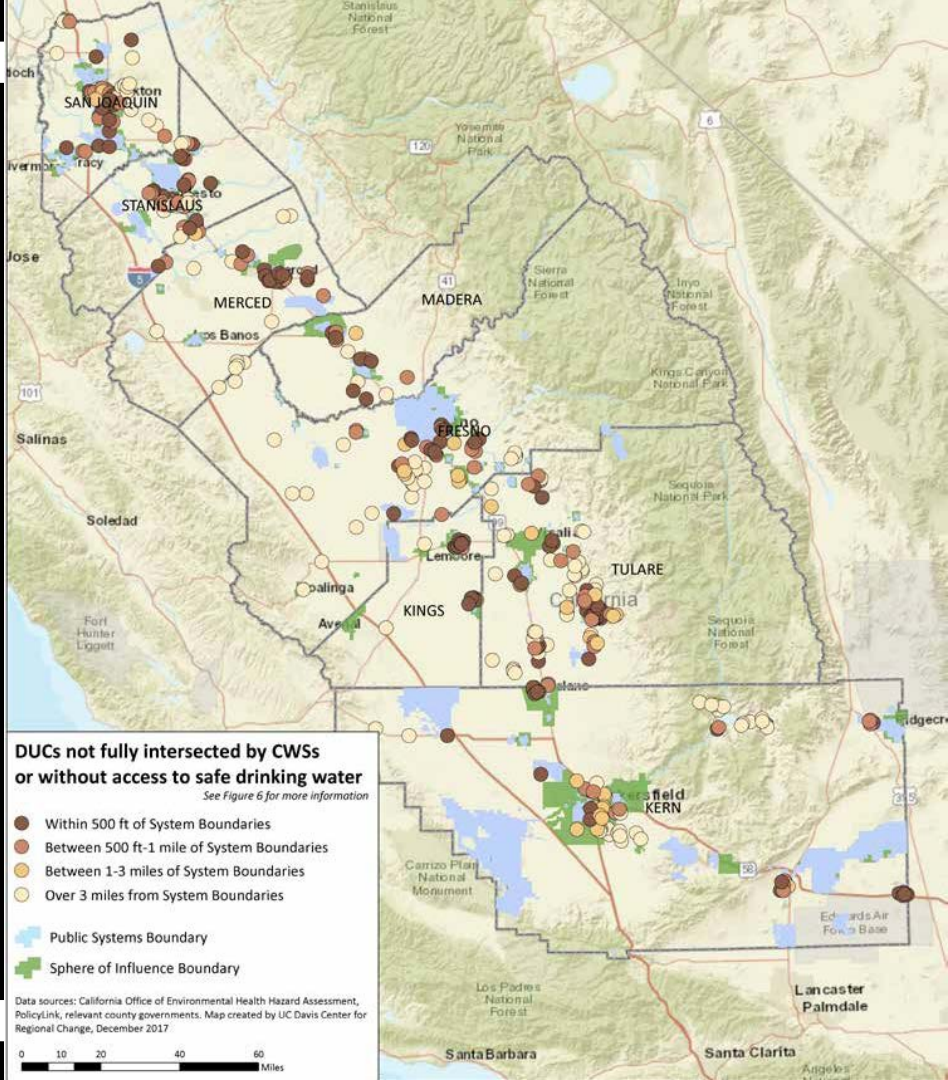 Stanislaus
National
Forest
SAN JOAQUIN
Yosemite
National
Park
120
6
STANISLAUS
5
MERCED
MADERA
41
Sierra
National
Forest
Inyo
National
Forest
os Banos
Kings Canyon
National Park
101
FRESNO
Salinas
Soledad
Sequoia
National Park
99
Lemoore
TULARE
California
KINGS
Fort
Hunter
Liggett
Sequoia
National
Forest
DUCs not fully intersected by CWSs
or without access to safe drinking water
See Figure 6 for more information
Within 500 ft of System Boundaries
Between 500 ft-1 mile of System Boundaries
Between 1-3 miles of System Boundaries
Over 3 miles from System Boundaries
Public Systems Boundary
Sphere of Influence Boundary
Data sources: California Office of Environmental Health Hazard Assessment,
PolicyLink, relevant county governments. Map created by UC Davis Center for
Regional Change, December 2017
0 10 20 40 60
Miles
KERN
Carrizo Plain
National
Monument
58
Edwards Air
Force Base
Los Padres
National
Forest
Lancaster
Palmdale
Santa Barbara
Santa Clarita
Angeles